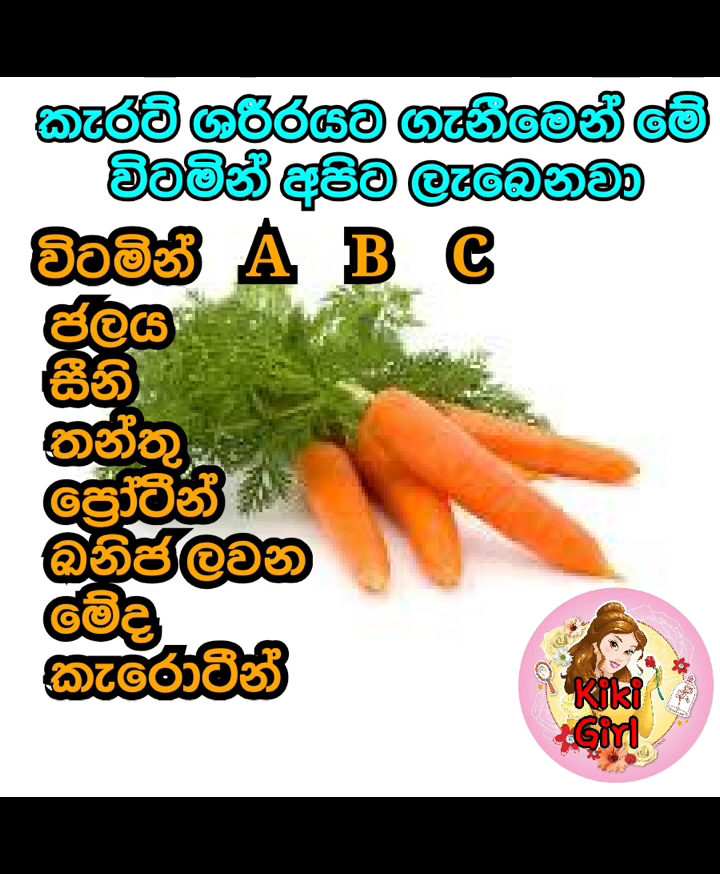 කැරට් ශරීරයට ගැනීමෙන් මේ
විටමින් අපිට ලැබෙනවා
විටමින් A B C
ජලය
සීනි
තන්තු
ප්‍රෝටීන්
ඛනිජ ලවන
මේද
කැරොටීන්
Kiki
Girl